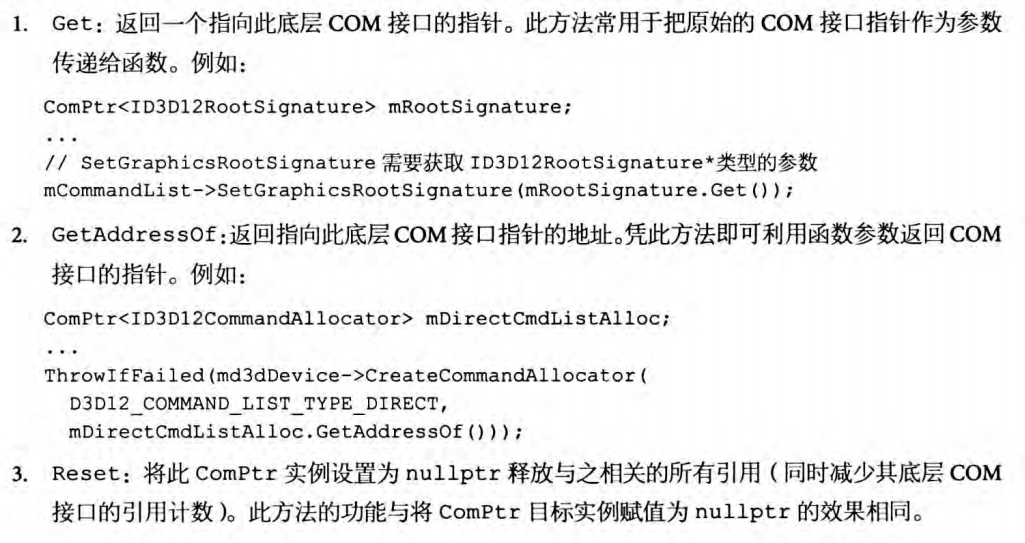 1. Get：返回一个指向此底层 COM 接口的指针。此方法常用于把原始的 COM 接口指针作为参数
传递给函数。例如：
ComPtr<ID3D12RootSignature> mRootSignature;
...
// SetGraphicsRootSignature 需要获取 ID3D12RootSignature*类型的参数
mCommandList->SetGraphicsRootSignature(mRootSignature.Get());
2. GetAddressOf：返回指向此底层 COM 接口指针的地址。凭此方法即可利用函数参数返回 COM
接口的指针。例如：
ComPtr<ID3D12CommandAllocator> mDirectCmdListAlloc;
...
ThrowIfFailed(md3dDevice->CreateCommandAllocator(
D3D12_COMMAND_LIST_TYPE_DIRECT,
mDirectCmdListAlloc.GetAddressOf()));
3. Reset：将此 ComPtr 实例设置为 nullptr 释放与之相关的所有引用（同时减少其底层 COM
接口的引用计数）。此方法的功能与将 ComPtr 目标实例赋值为 nullptr 的效果相同。